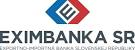 EXIMBANKA SR
EXPORTNO-IMPORTNÁ BANKA SLOVENSKEJ REPUBLIKY